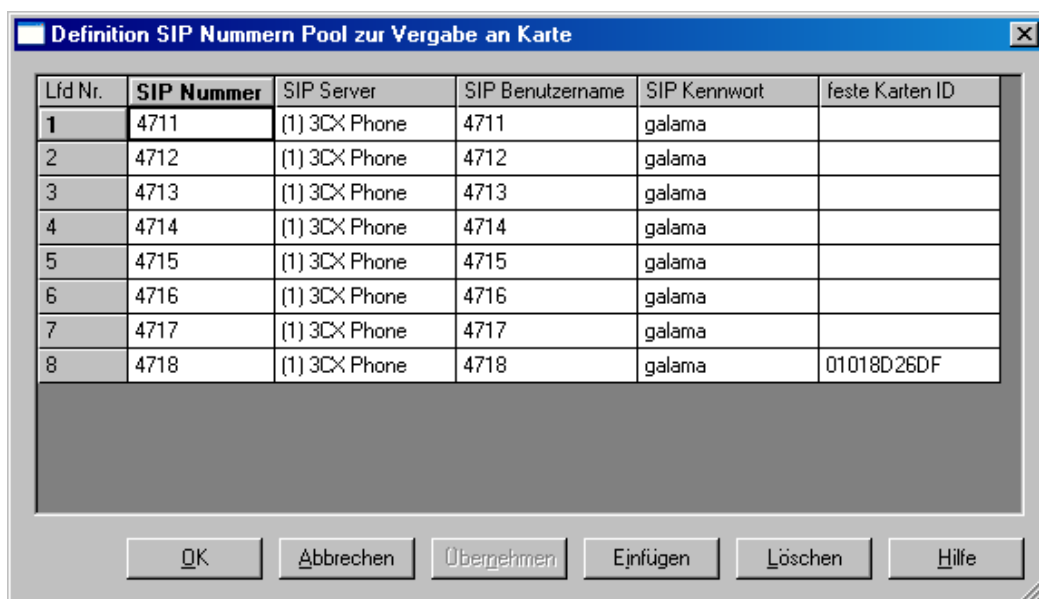 Definition SIP Nummern Pool zur Vergabe an Karte
Lfd Nr. SIP Nummer SIP Server SIP Benutzername SIP Kennwort feste Karten ID
1 4711 (1) 3CX Phone 4711 galama
2 4712 (1) 3CX Phone 4712 galama
3 4713 (1) 3CX Phone 4713 galama
4 4714 (1) 3CX Phone 4714 galama
5 4715 (1) 3CX Phone 4715 galama
6 4716 (1) 3CX Phone 4716 galama
7 4717 (1) 3CX Phone 4717 galama
8 4718 (1) 3CX Phone 4718 galama 01018D26DF
OK Abbrechen Übernehmen Einfügen Löschen Hilfe